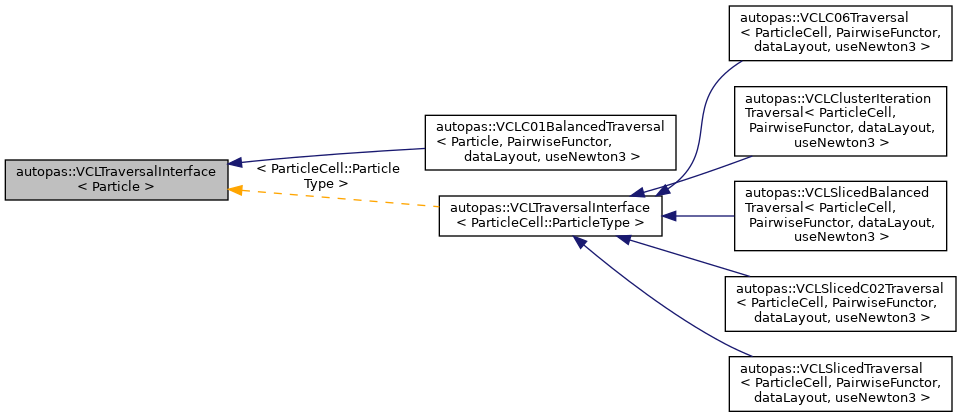 autopas::VCLTraversalInterface
< Particle >
< ParticleCell::Particle
Type >
autopas::VCLC01BalancedTraversal
< Particle, PairwiseFunctor,
dataLayout, useNewton3 >
autopas::VCLTraversalInterface
< ParticleCell::ParticleType >
autopas::VCLC06Traversal
< ParticleCell, PairwiseFunctor,
dataLayout, useNewton3 >
autopas::VCLClusterIteration
Traversal< ParticleCell,
PairwiseFunctor, dataLayout,
useNewton3 >
autopas::VCLSlicedBalanced
Traversal< ParticleCell,
PairwiseFunctor, dataLayout,
useNewton3 >
autopas::VCLSlicedC02Traversal
< ParticleCell, PairwiseFunctor,
dataLayout, useNewton3 >
autopas::VCLSlicedTraversal
< ParticleCell, PairwiseFunctor,
dataLayout, useNewton3 >